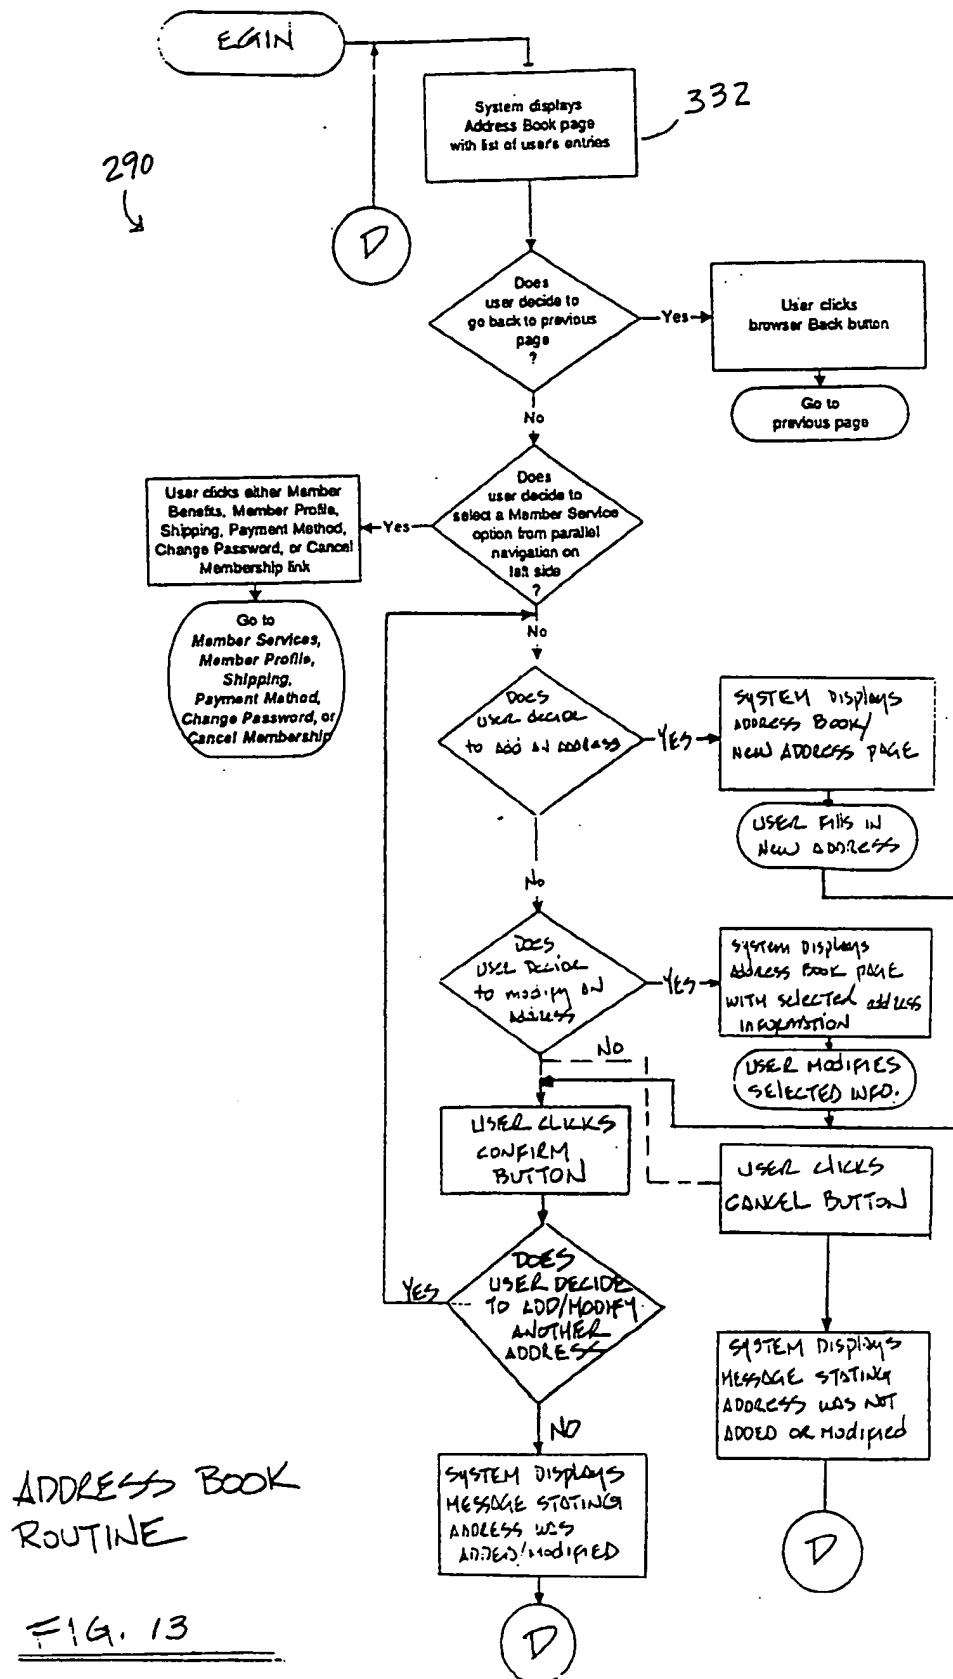 EGIN
332
System displays
Address Book page
with list of user's entries
290
D
Does
user decide to
go back to previous
page
?
Yes
User clicks
browser Back button
Go to
previous page
No
Does
user decide to
select a Member Service
option from parallel
navigation on
left side
?
Yes
User clicks either Member
Benefits, Member Profile,
Shipping, Payment Method,
Change Password, or Cancel
Membership link
Go to
Member Services,
Member Profile,
Shipping,
Payment Method,
Change Password, or
Cancel Membership
No
DOES
USER DECIDE
TO ADD AN ADDRESS
YES
SYSTEM DISPLAYS
ADDRESS BOOK/
NEW ADDRESS PAGE
USER FILLS IN
NEW ADDRESS
No
DOES
USER DECIDE
TO MODIFY AN
ADDRESS
YES
SYSTEM DISPLAYS
ADDRESS BOOK PAGE
WITH SELECTED address
INFORMATION
USER MODIFIES
SELECTED INFO.
NO
USER CLICKS
CONFIRM
BUTTON
USER CLICKS
CANCEL BUTTON
DOES
USER DECIDE
TO ADD/MODIFY
ANOTHER
ADDRESS
YES
NO
SYSTEM DISPLAYS
MESSAGE STATING
ADDRESS WAS NOT
ADDED OR MODIFIED
D
SYSTEM DISPLAYS
MESSAGE STATING
ADDRESS WAS
ADDED/MODIFIED
D
ADDRESS BOOK
ROUTINE
FIG. 13